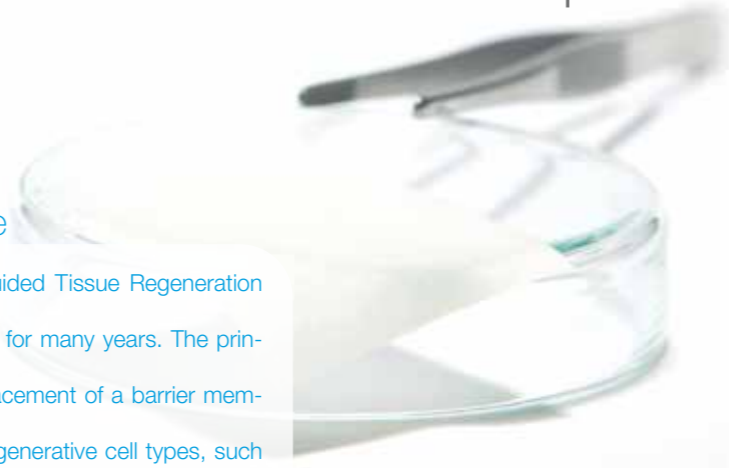 e
uided Tissue Regeneration
for many years. The prin-
acement of a barrier mem-
generative cell types, such